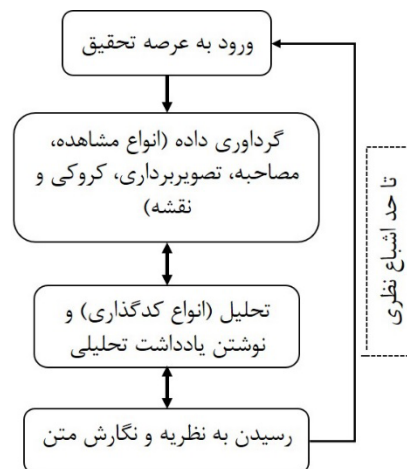 ورود به عرصه تحقیق
گرداوری داده (انواع مشاهده،
مصاحبه، تصویربرداری، کروکی و
نقشه)
تحلیل (انواع کدگذاری) و
نوشتن یادداشت تحلیلی
رسیدن به نظریه و نگارش متن
تا حد اشباع نظری